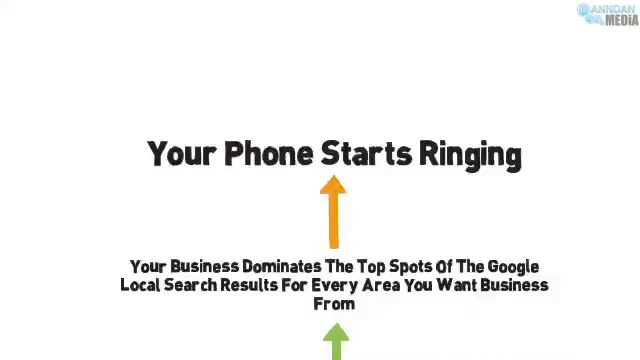 ANNDAN
MEDIA
Your Phone Starts Ringing
Your Business Dominates The Top Spots Of The Google
Local Search Results For Every Area You Want Business
From